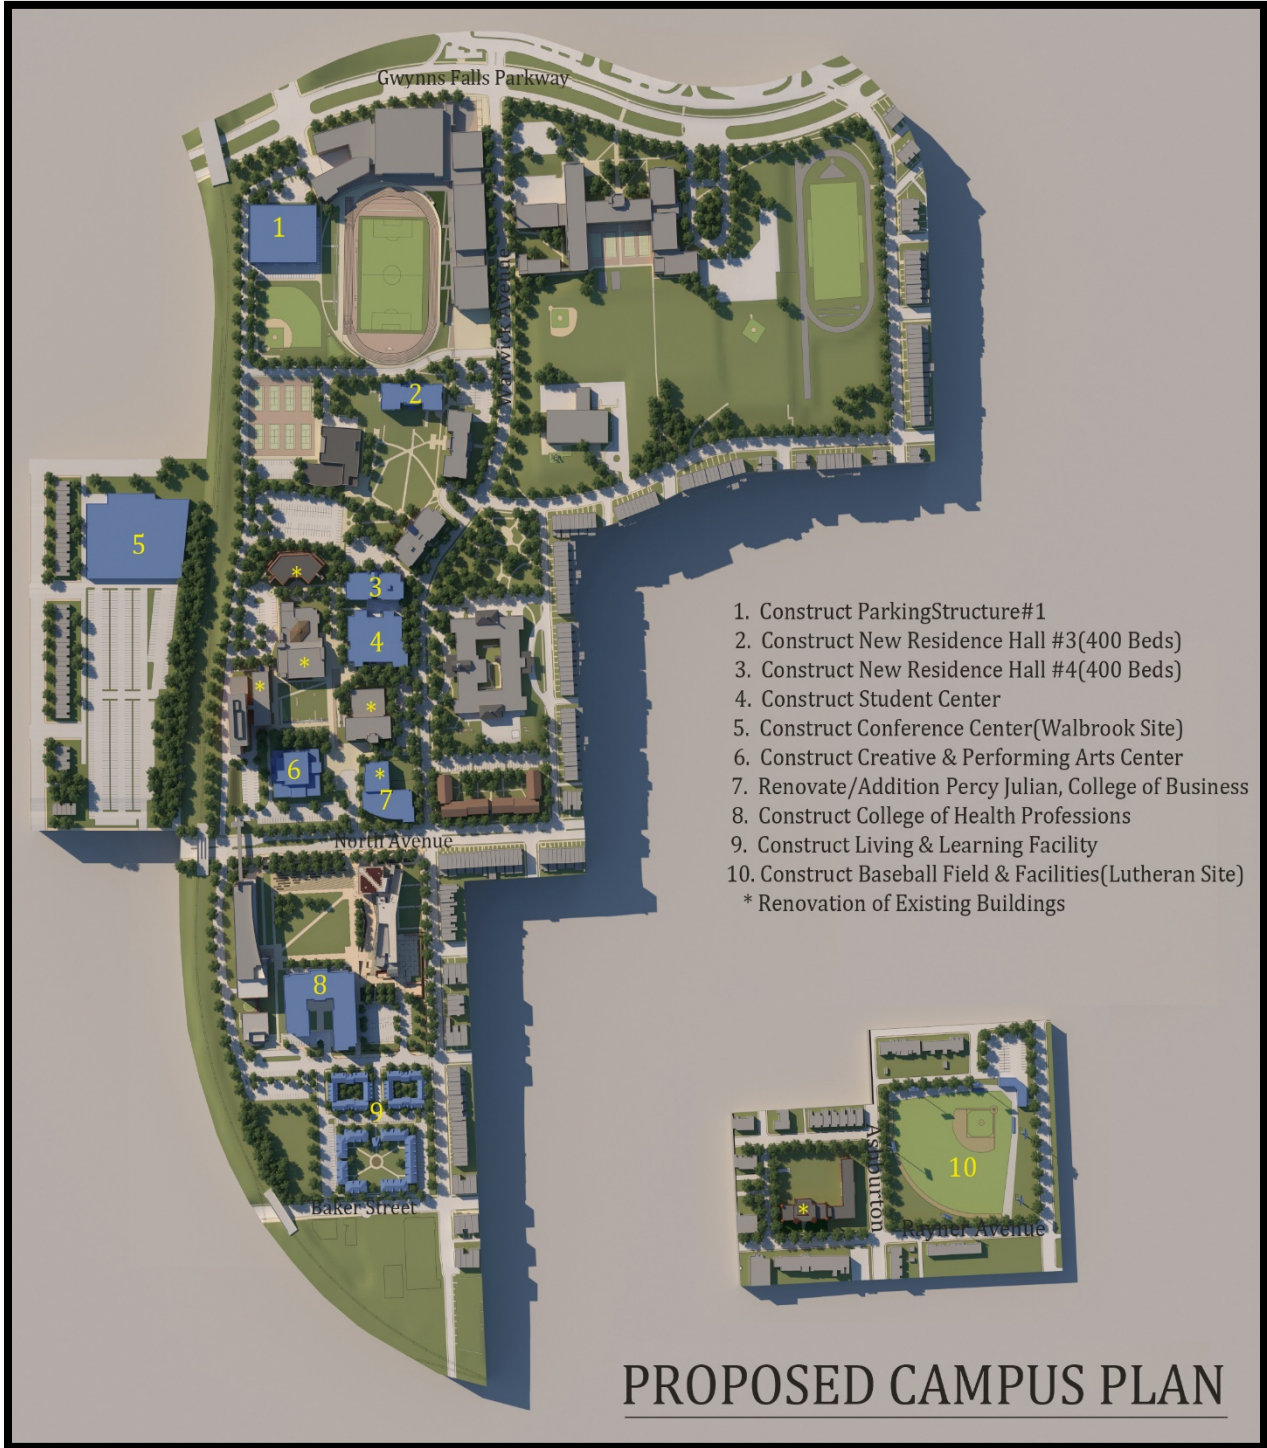 Gwynns Falls Parkway
1
Warwick Avenue
2
5
*
3
4
*
*
*
6
*
7
North Avenue
8
9
Baker Street
1. Construct ParkingStructure#1
2. Construct New Residence Hall #3(400 Beds)
3. Construct New Residence Hall #4(400 Beds)
4. Construct Student Center
5. Construct Conference Center(Walbrook Site)
6. Construct Creative & Performing Arts Center
7. Renovate/Addition Percy Julian, College of Business
8. Construct College of Health Professions
9. Construct Living & Learning Facility
10. Construct Baseball Field & Facilities(Lutheran Site)
* Renovation of Existing Buildings
Ashburton
10
*
Rayner Avenue
PROPOSED CAMPUS PLAN